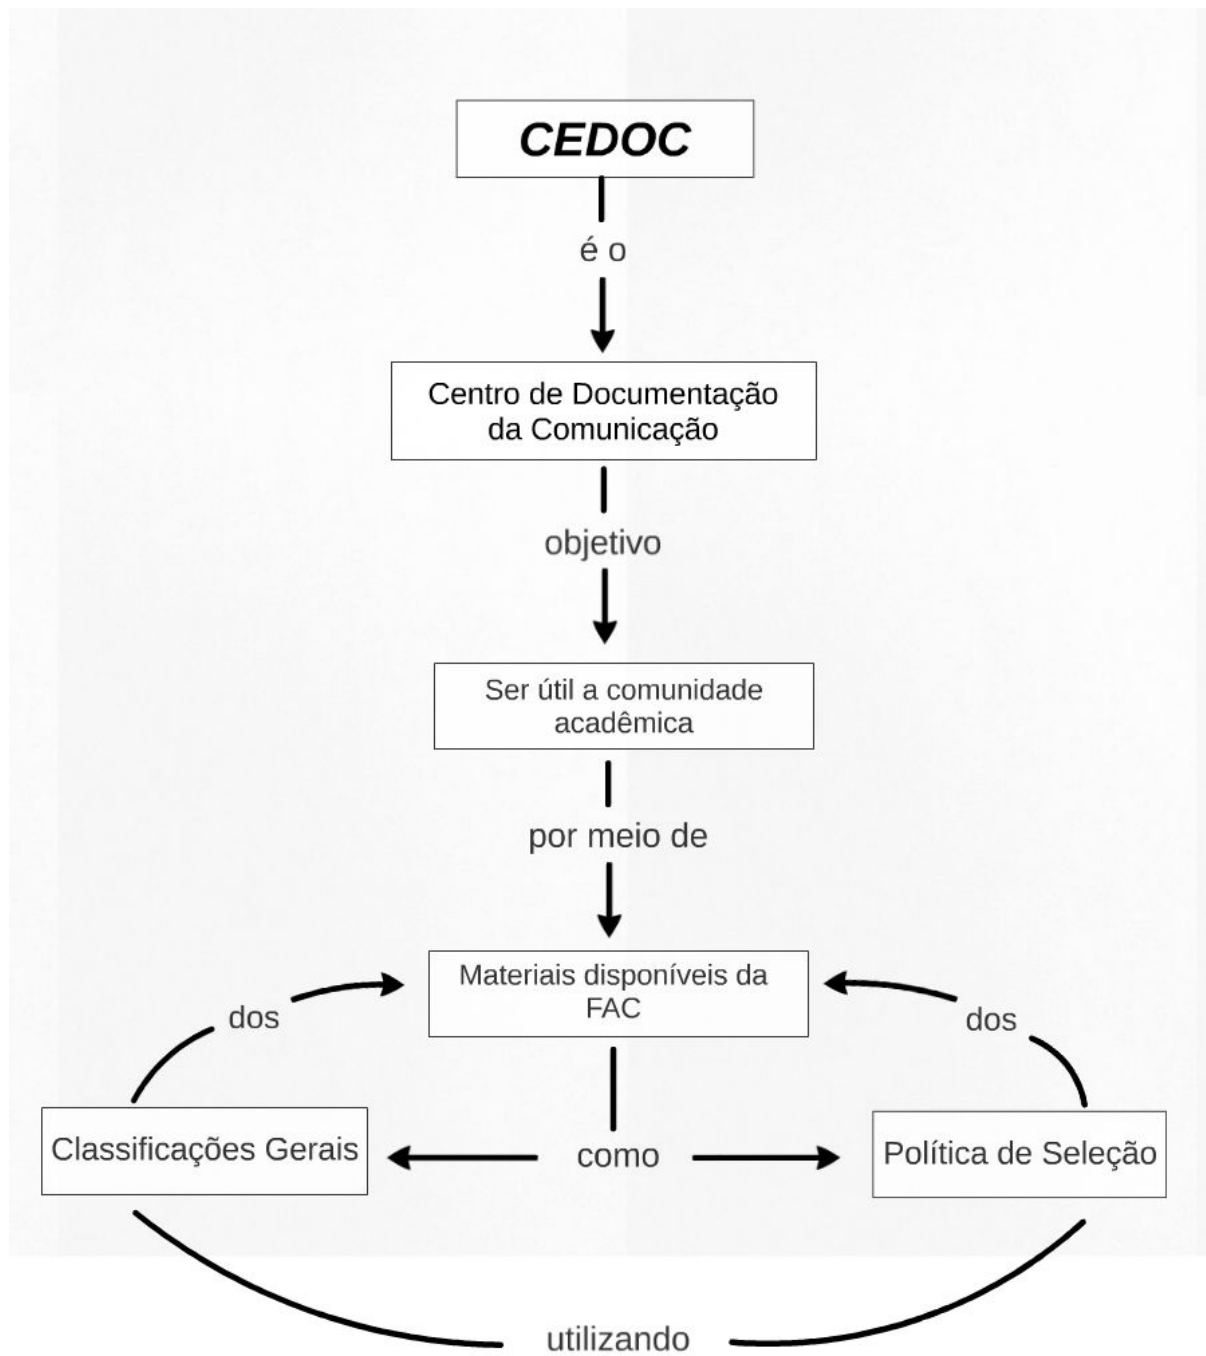 CEDOC
é o
Centro de Documentação
da Comunicação
objetivo
Ser útil a comunidade
acadêmica
por meio de
Materiais disponíveis da
FAC
dos
dos
Classificações Gerais
como
Política de Seleção
utilizando